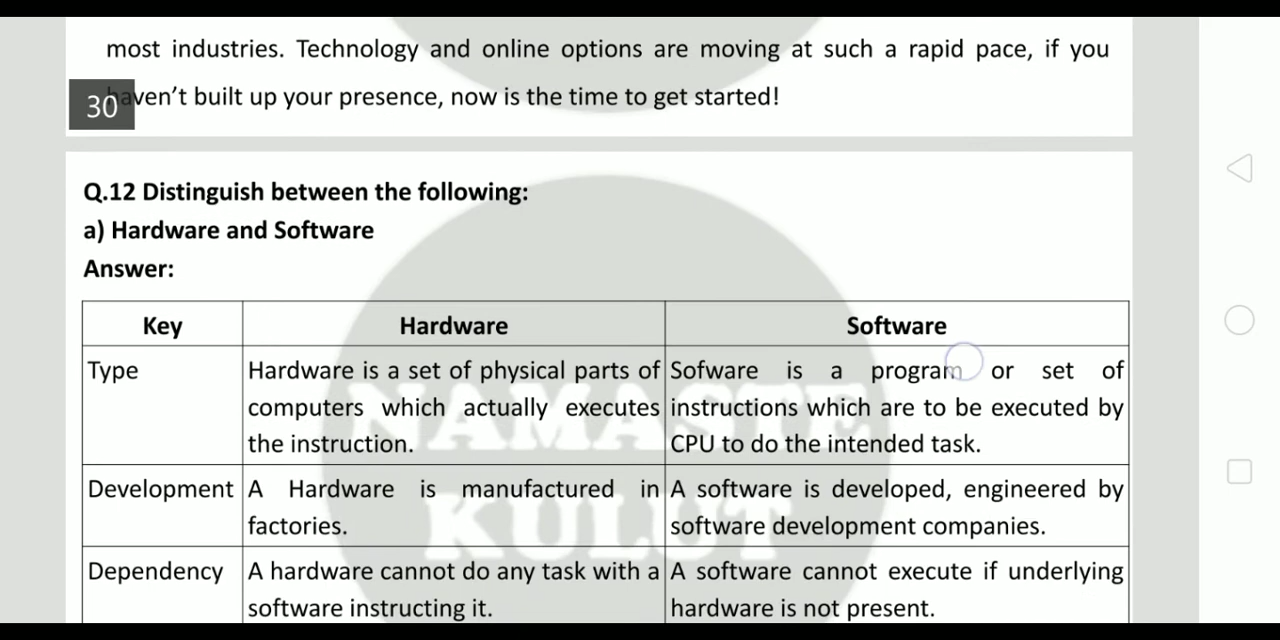 most industries. Technology and online options are moving at such a rapid pace, if you
haven't built up your presence, now is the time to get started!
30
Q.12 Distinguish between the following:
a) Hardware and Software
Answer:
Key Hardware Software
Type
Hardware is a set of physical parts of
computers which actually executes
the instruction.
Sofware is a program or set of
instructions which are to be executed by
CPU to do the intended task.
Development
A Hardware is manufactured in
factories.
A software is developed, engineered by
software development companies.
Dependency
A hardware cannot do any task with a
software instructing it.
A software cannot execute if underlying
hardware is not present.
NAMASTE
KULUT